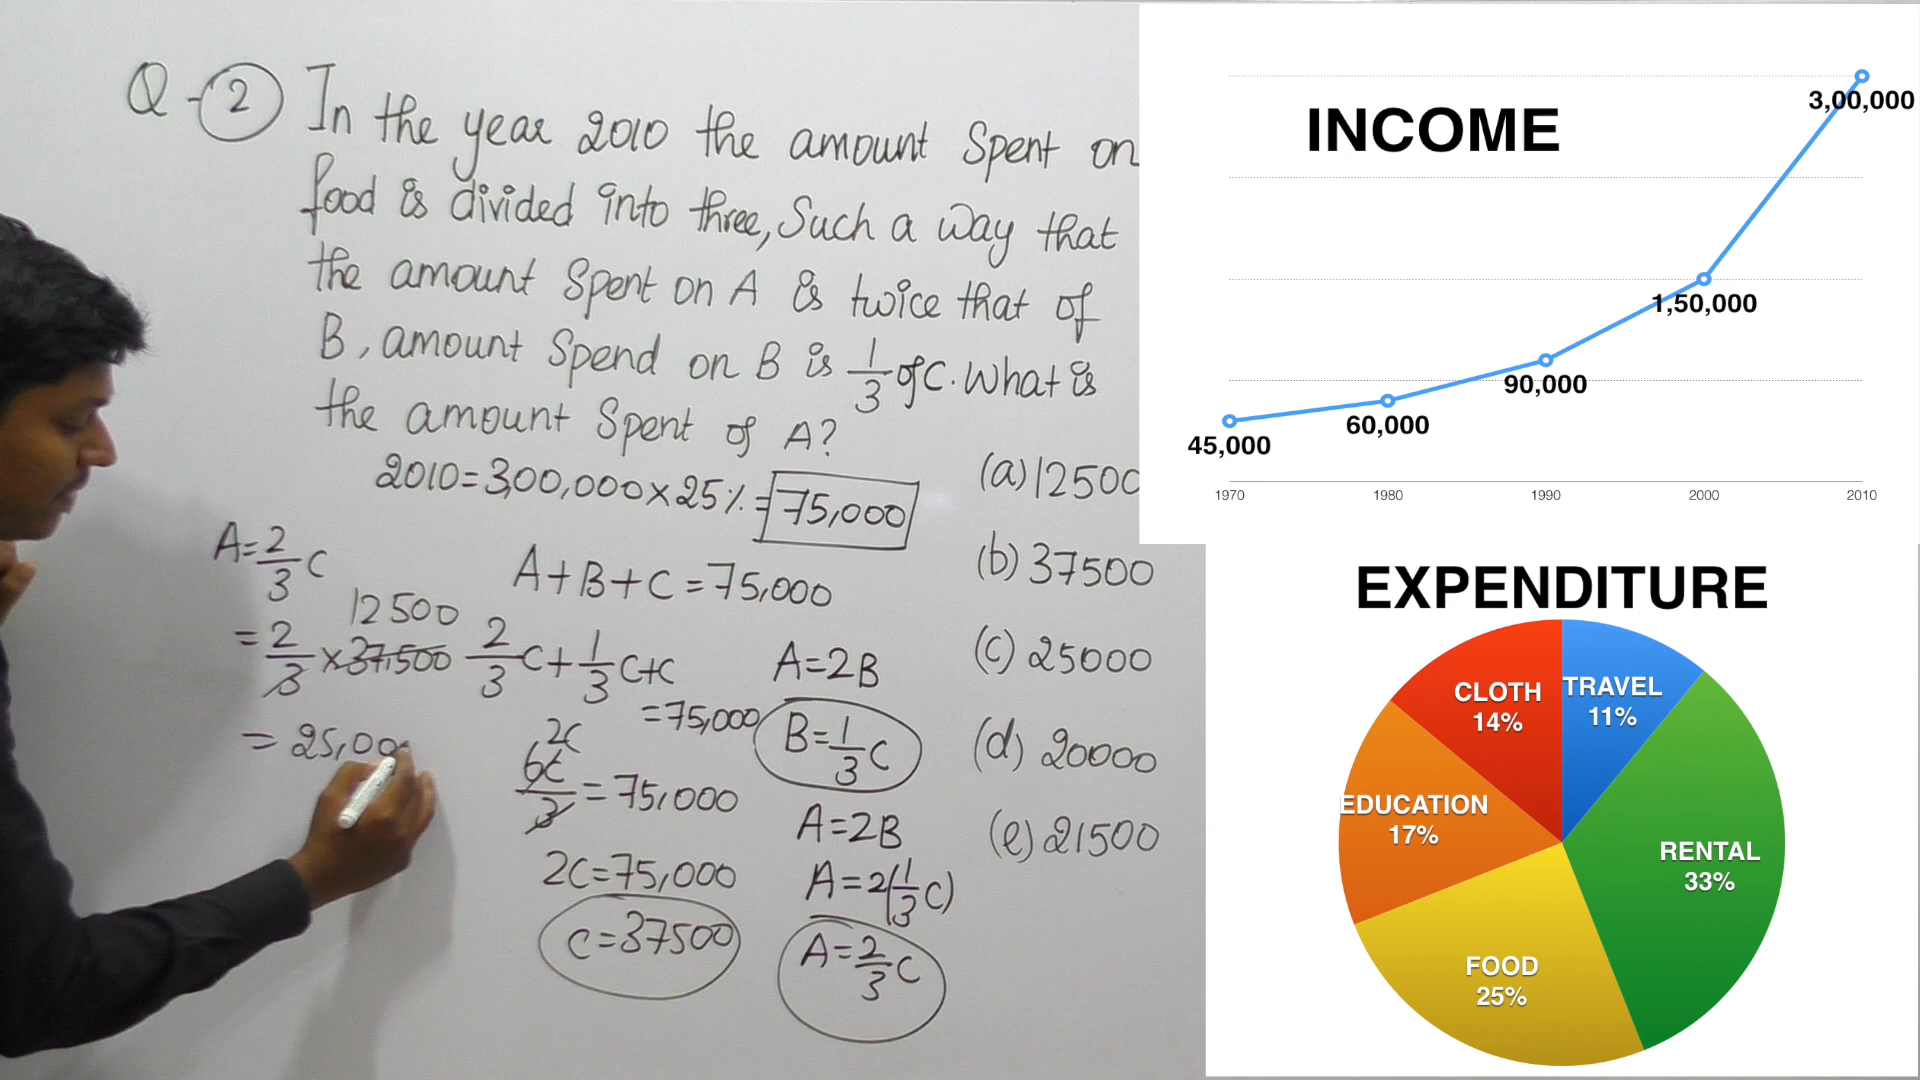 Q-2 In the year 2010 the amount Spent on
food is divided into three, Such a way that
the amount Spent on A is twice that of
B, amount Spend on B is 1/3 of C. What is
the amount Spent of A?
2010=300,000×25%=75,000
A=2/3 C
=2/3×37,500
12500
=25,00
A+B+C=75,000
2/3 C+1/3 C+C
=75,000
2C
6C/3=75,000
2C=75,000
C=37500
A=2B
B=1/3 C
A=2B
A=2(1/3 C)
A=2/3 C
(a) 12500
(b) 37500
(c) 25000
(d) 20000
(e) 21500
INCOME
3,00,000
1,50,000
90,000
60,000
45,000
1970 1980 1990 2000 2010
EXPENDITURE
CLOTH
14%
TRAVEL
11%
EDUCATION
17%
RENTAL
33%
FOOD
25%